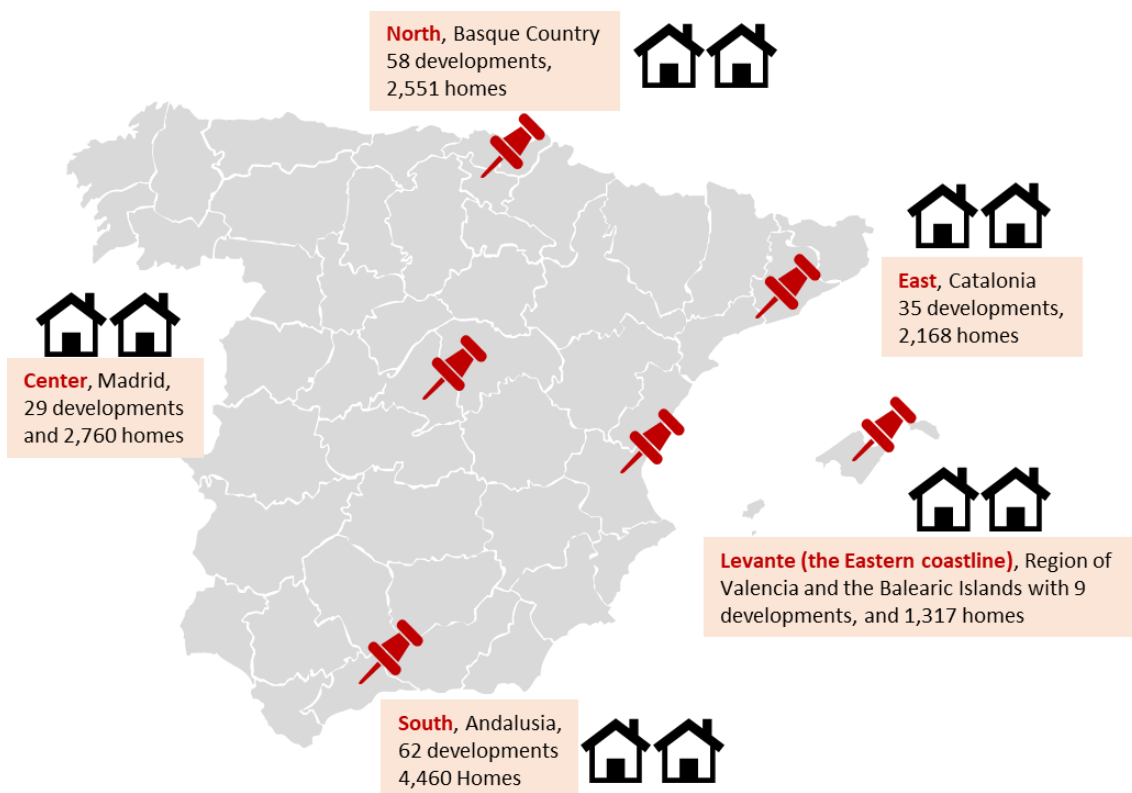 North, Basque Country
58 developments,
2,551 homes
East, Catalonia
35 developments,
2,168 homes
Center, Madrid,
29 developments
and 2,760 homes
Levante (the Eastern coastline), Region of
Valencia and the Balearic Islands with 9
developments, and 1,317 homes
South, Andalusia,
62 developments
4,460 Homes